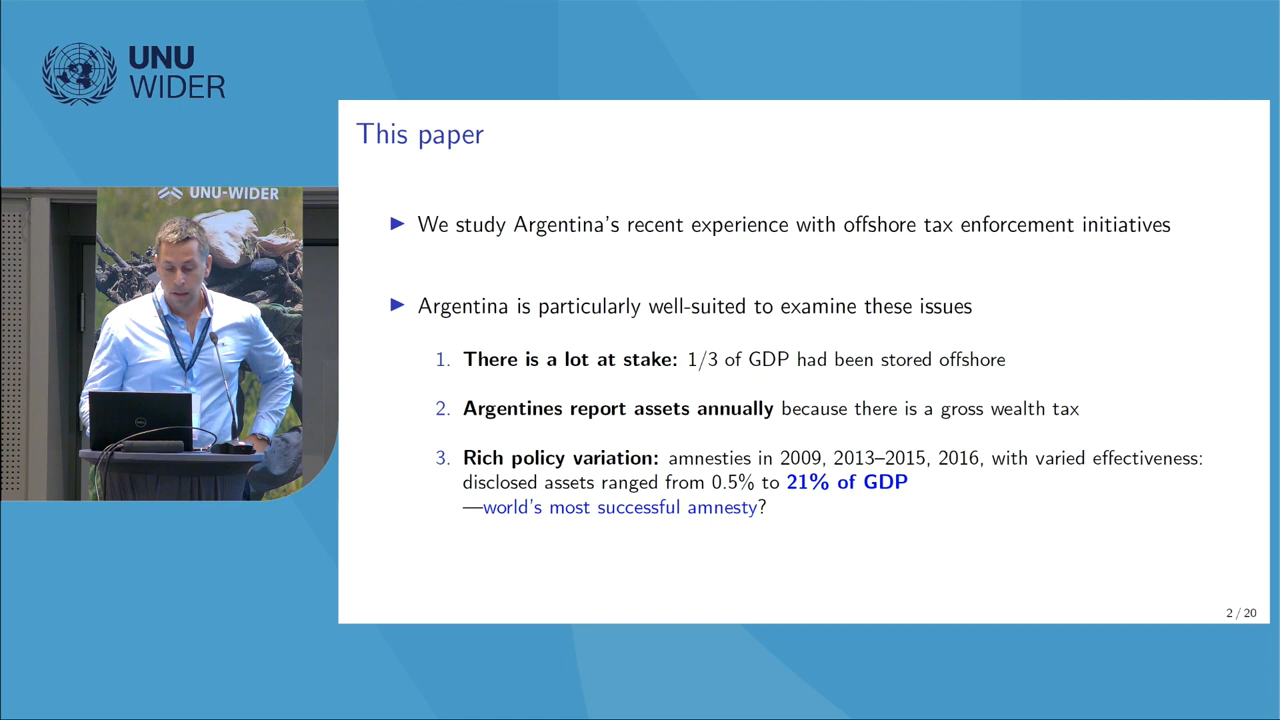 UNU
WIDER
UNU-WIDER
This paper
▶ We study Argentina's recent experience with offshore tax enforcement initiatives
▶ Argentina is particularly well-suited to examine these issues
1. There is a lot at stake: 1/3 of GDP had been stored offshore
2. Argentines report assets annually because there is a gross wealth tax
3. Rich policy variation: amnesties in 2009, 2013–2015, 2016, with varied effectiveness:
disclosed assets ranged from 0.5% to 21% of GDP
—world's most successful amnesty?
2 / 20